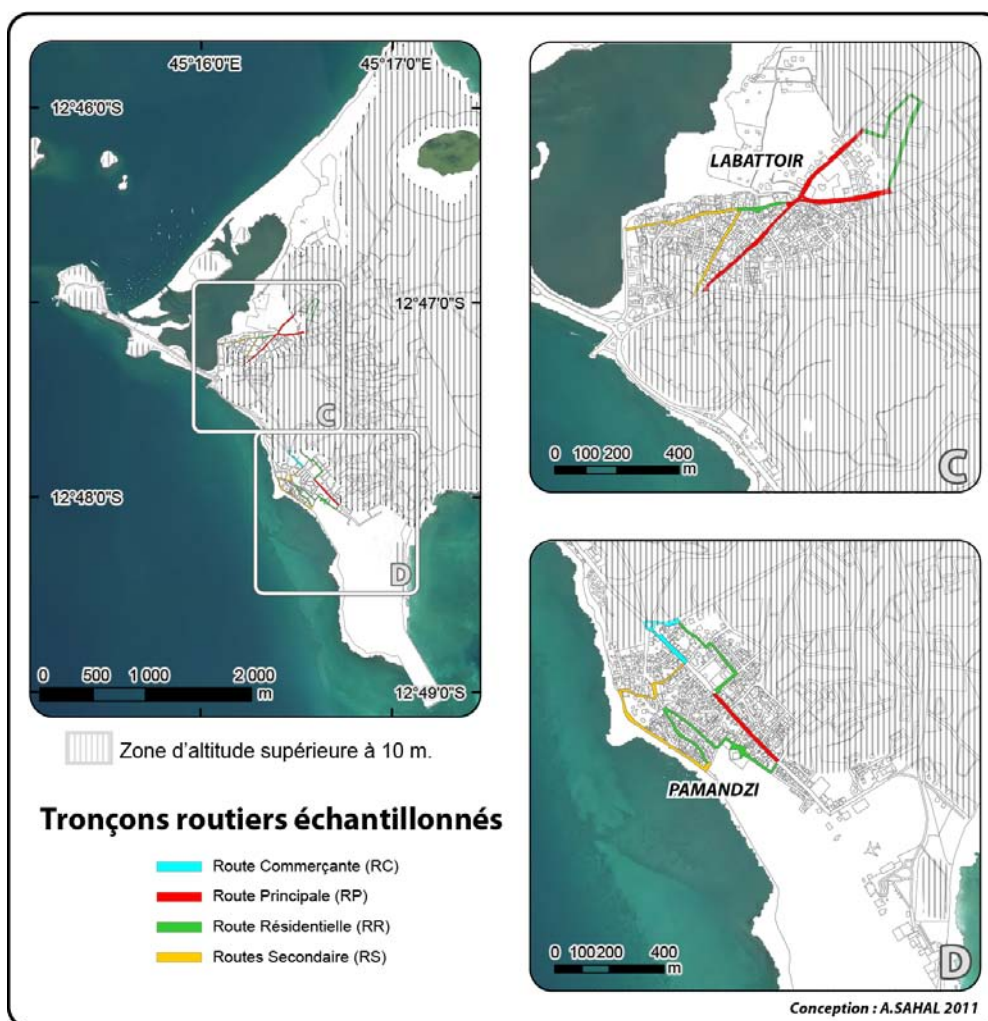 45°16'0"E
45°17'0"E
12°46'0"S
12°47'0"S
C
12°48'0"S
D
0 500 1 000 2 000
m
12°49'0"S
Zone d'altitude supérieure à 10 m.
Tronçons routiers échantillonnés
Route Commerçante (RC)
Route Principale (RP)
Route Résidentielle (RR)
Routes Secondaire (RS)
LABATTOIR
0 100 200 400
m
C
PAMANDZI
0 100 200 400
m
D
Conception : A.SAHAL 2011